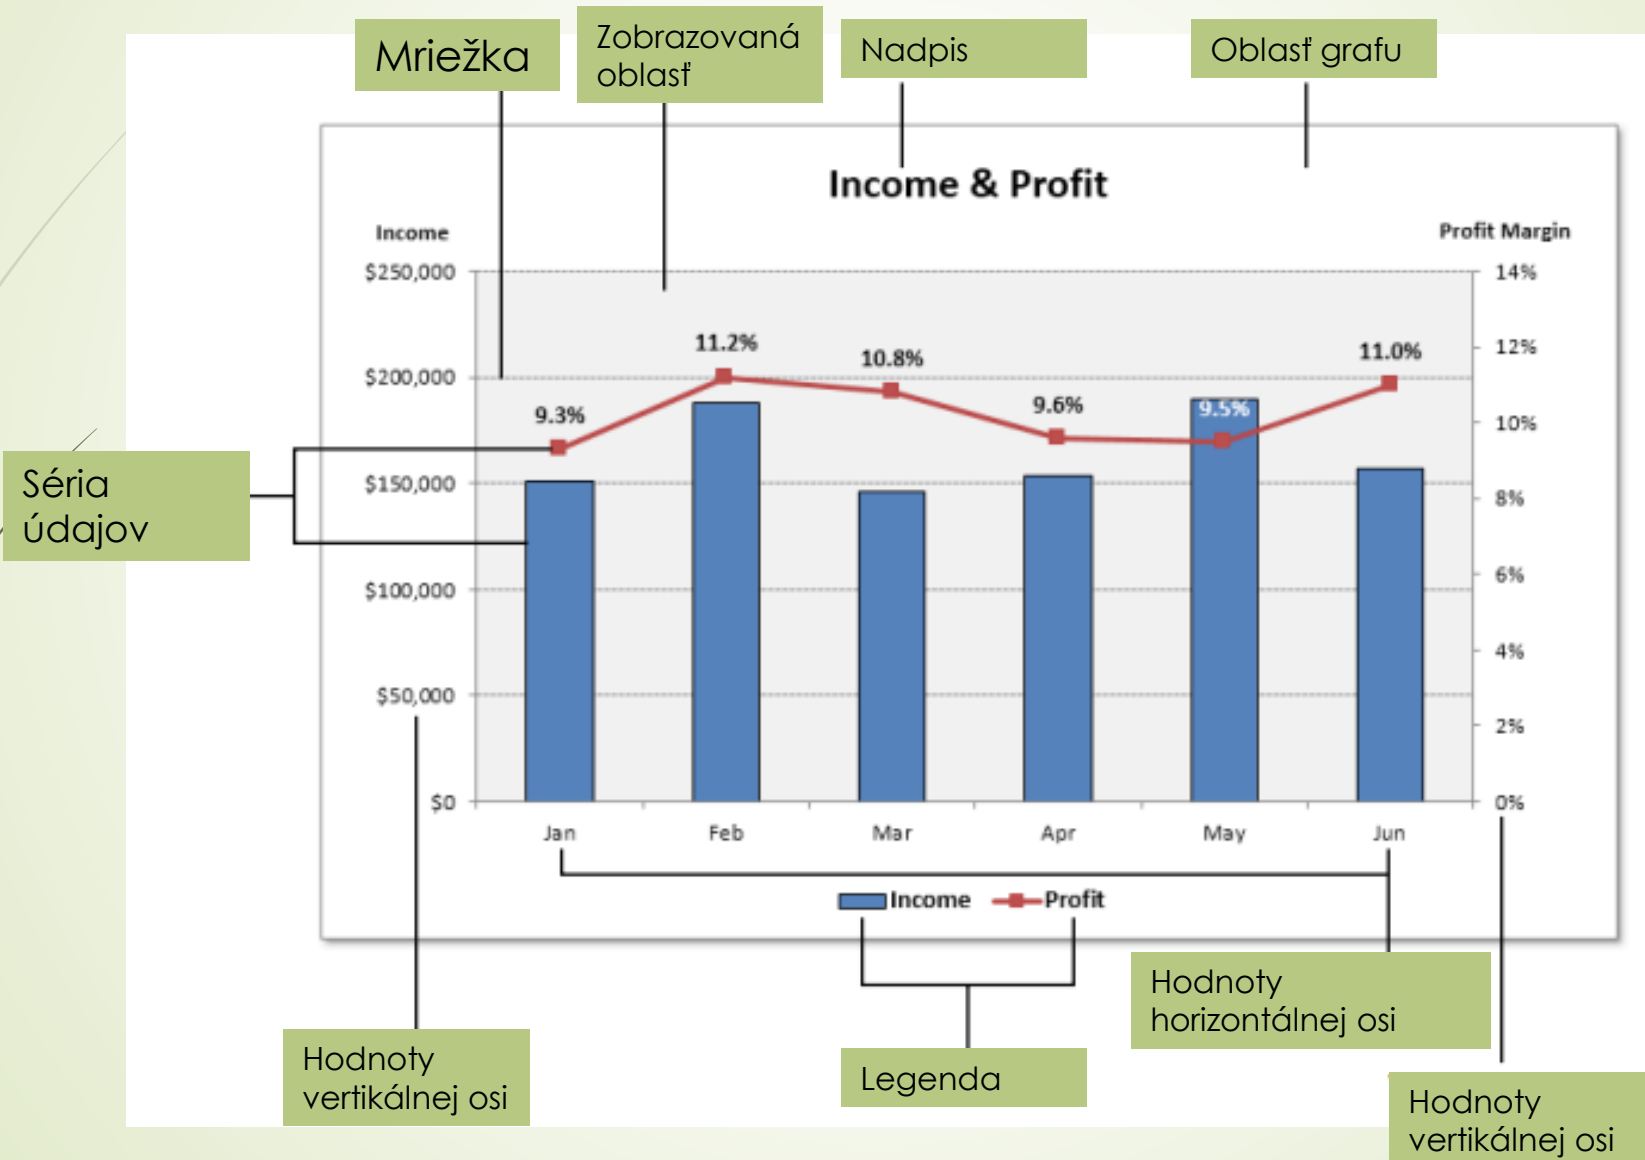 Mriežka
Zobrazovaná
oblasť
Nadpis
Oblasť grafu
Income & Profit
Income
Profit Margin
$250,000
14%
11.2%
10.8%
11.0%
12%
$200,000
9.3%
9.6%
9.5%
10%
Séria
údajov
$150,000
8%
$100,000
6%
4%
$50,000
2%
$0
0%
Jan
Feb
Mar
Apr
May
Jun
Income
Profit
Hodnoty
horizontálnej osi
Hodnoty
vertikálnej osi
Legenda
Hodnoty
vertikálnej osi